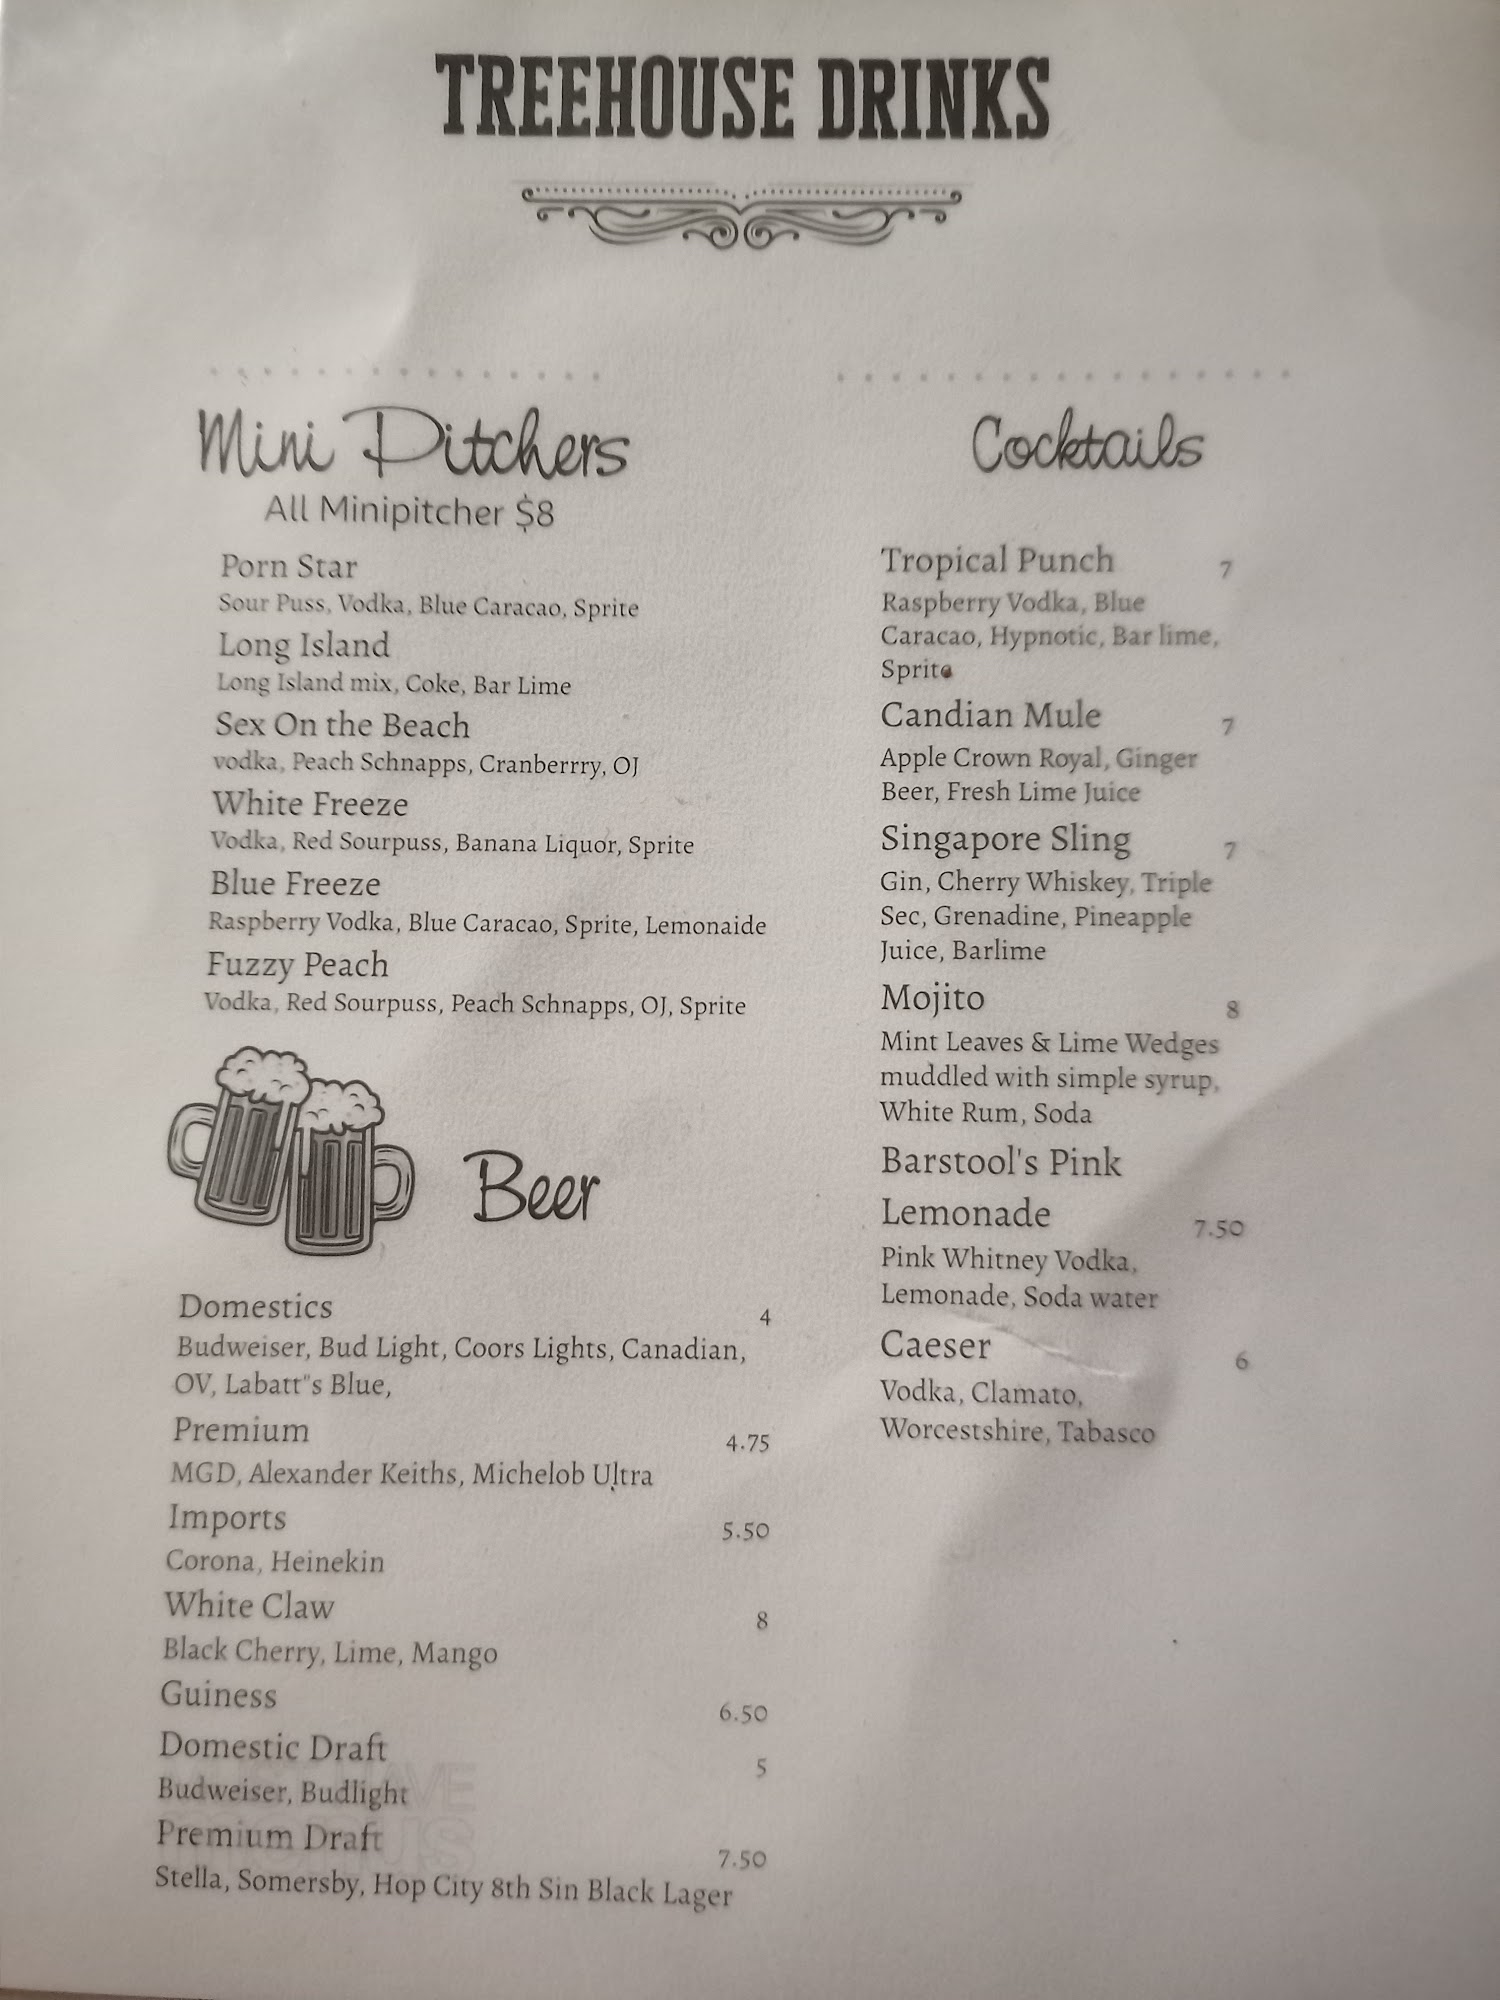 TREEHOUSE DRINKS
Mini Pitchers
All Minipitcher $8
Porn Star
Sour Puss, Vodka, Blue Caracao, Sprite
Long Island
Long Island mix, Coke, Bar Lime
Sex On the Beach
vodka, Peach Schnapps, Cranberrry, OJ
White Freeze
Vodka, Red Sourpuss, Banana Liquor, Sprite
Blue Freeze
Raspberry Vodka, Blue Caracao, Sprite, Lemonaide
Fuzzy Peach
Vodka, Red Sourpuss, Peach Schnapps, OJ, Sprite
Beer
Domestics 4
Budweiser, Bud Light, Coors Lights, Canadian,
OV, Labatt"s Blue,
Premium 4.75
MGD, Alexander Keiths, Michelob Ultra
Imports 5.50
Corona, Heinekin
White Claw 8
Black Cherry, Lime, Mango
Guiness 6.50
Domestic Draft 5
Budweiser, Budlight
Premium Draft 7.50
Stella, Somersby, Hop City 8th Sin Black Lager
Cocktails
Tropical Punch 7
Raspberry Vodka, Blue
Caracao, Hypnotic, Bar lime,
Sprite
Candian Mule 7
Apple Crown Royal, Ginger
Beer, Fresh Lime Juice
Singapore Sling 7
Gin, Cherry Whiskey, Triple
Sec, Grenadine, Pineapple
Juice, Barlime
Mojito 8
Mint Leaves & Lime Wedges
muddled with simple syrup,
White Rum, Soda
Barstool's Pink
Lemonade 7.50
Pink Whitney Vodka,
Lemonade, Soda water
Caeser 6
Vodka, Clamato,
Worcestshire, Tabasco